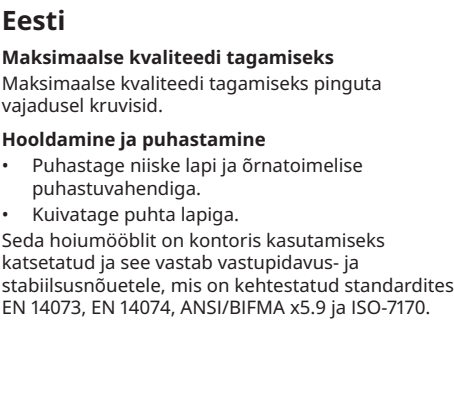 Eesti
Maksimaalse kvaliteedi tagamiseks
Maksimaalse kvaliteedi tagamiseks pinguta
vajadusel kruvisid.
Hooldamine ja puhastamine
• Puhastage niiske lapi ja õrnatoimelise
puhastuvahendiga.
• Kuivatage puhta lapiga.
Seda hoiumööblit on kontoris kasutamiseks
katsetatud ja see vastab vastupidavus- ja
stabiilsusnõuetele, mis on kehtestatud standardites
EN 14073, EN 14074, ANSI/BIFMA x5.9 ja ISO-7170.